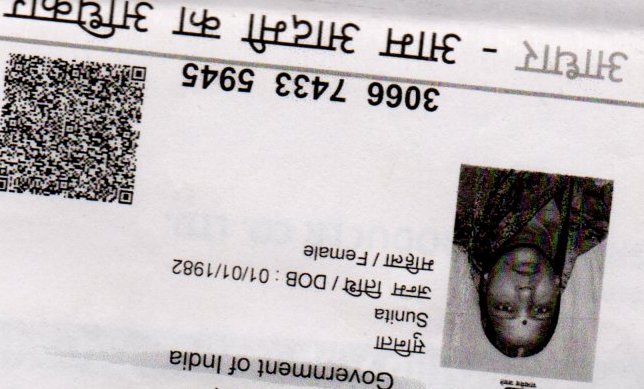 Government of India
सुनिता
Sunita
जन्म तिथि / DOB : 01/01/1982
महिला / Female
3066 7433 5945
आधार - आम आदमी का अधिकार